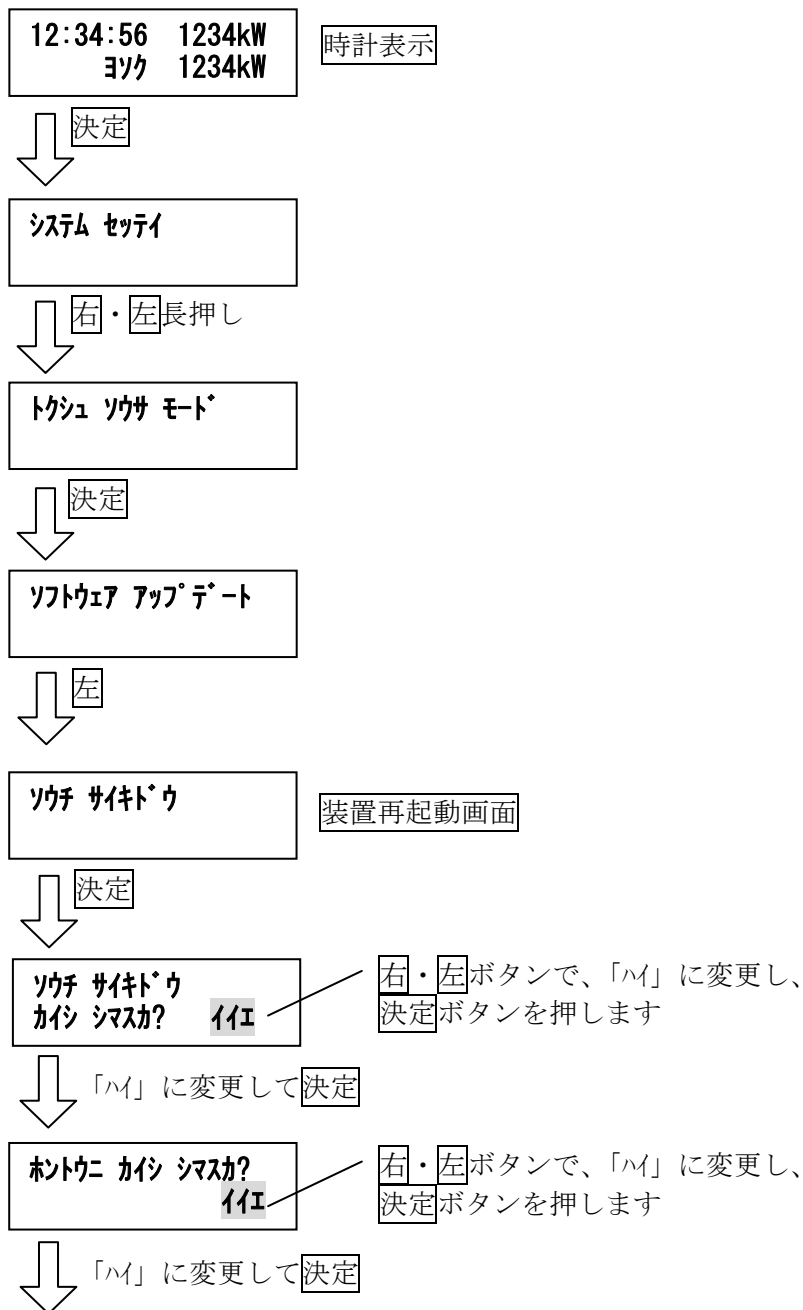 12:34:56 1234kW
ﾖｿｸ 1234kW
時計表示
決定
ｼｽﾃﾑ ｾｯﾃｲ
右・左長押し
ﾄｸｼｭ ｿｳｻ ﾓｰﾄﾞ
決定
ｿﾌﾄｳｪｱ ｱｯﾌﾟﾃﾞｰﾄ
左
ｿｳﾁ ｻｲｷﾄﾞｳ
装置再起動画面
決定
ｿｳﾁ ｻｲｷﾄﾞｳ
ｶｲｼ ｼﾏｽｶ? ｲｲｴ
右・左ボタンで、「ﾊｲ」に変更し、
決定ボタンを押します
「ﾊｲ」に変更して決定
ﾎﾝﾄｳﾆ ｶｲｼ ｼﾏｽｶ?
ｲｲｴ
右・左ボタンで、「ﾊｲ」に変更し、
決定ボタンを押します
「ﾊｲ」に変更して決定